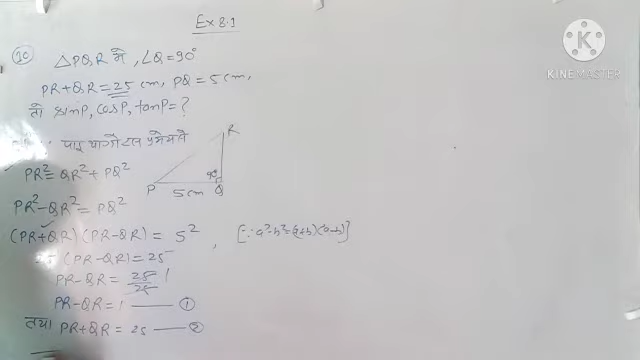 Ex 8.1
10 △PQR में, ∠Q=90°
PR+QR=25 cm, PQ=5cm,
तो sinP, cosP, tanP=?
पाइथागोरस प्रमेय से
R
PR²=QR²+PQ²
90°
P
Q
5cm
PR²-QR²=PQ²
(PR+QR)(PR-QR)=5², [∵a²-b²=(a+b)(a-b)]
(PR-QR)=25
PR-QR=25/25 1
PR-QR=1 — ①
तथा PR+QR=25 — ②
KINEMASTER